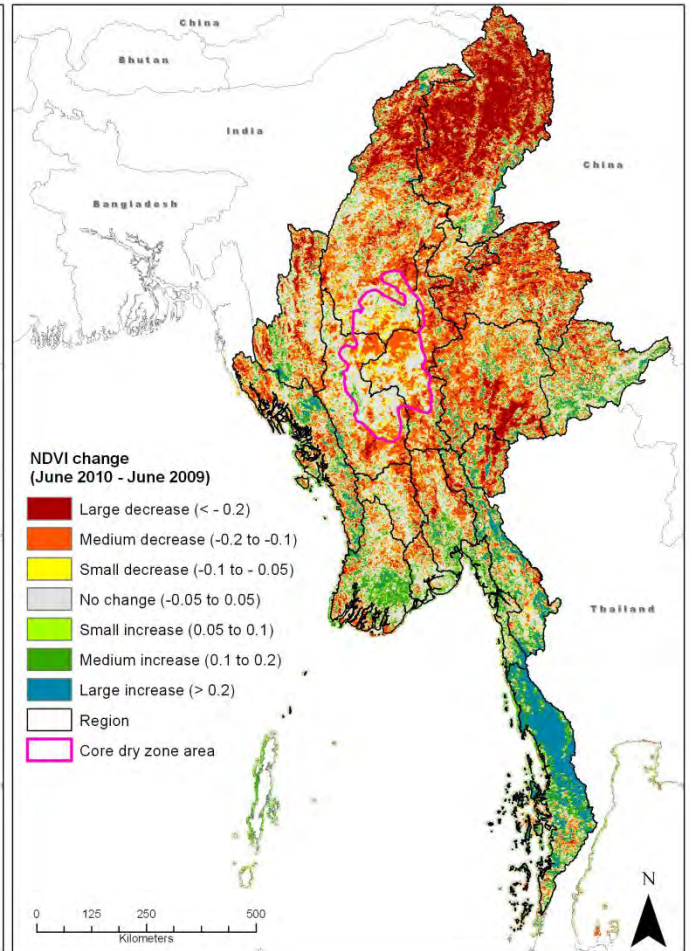 China
Bhutan
India
China
Bangladesh
NDVI change
(June 2010 - June 2009)
Large decrease (< - 0.2)
Medium decrease (-0.2 to -0.1)
Small decrease (-0.1 to - 0.05)
No change (-0.05 to 0.05)
Small increase (0.05 to 0.1)
Medium increase (0.1 to 0.2)
Large increase (> 0.2)
Region
Core dry zone area
Thailand
N
0 125 250 500
Kilometers